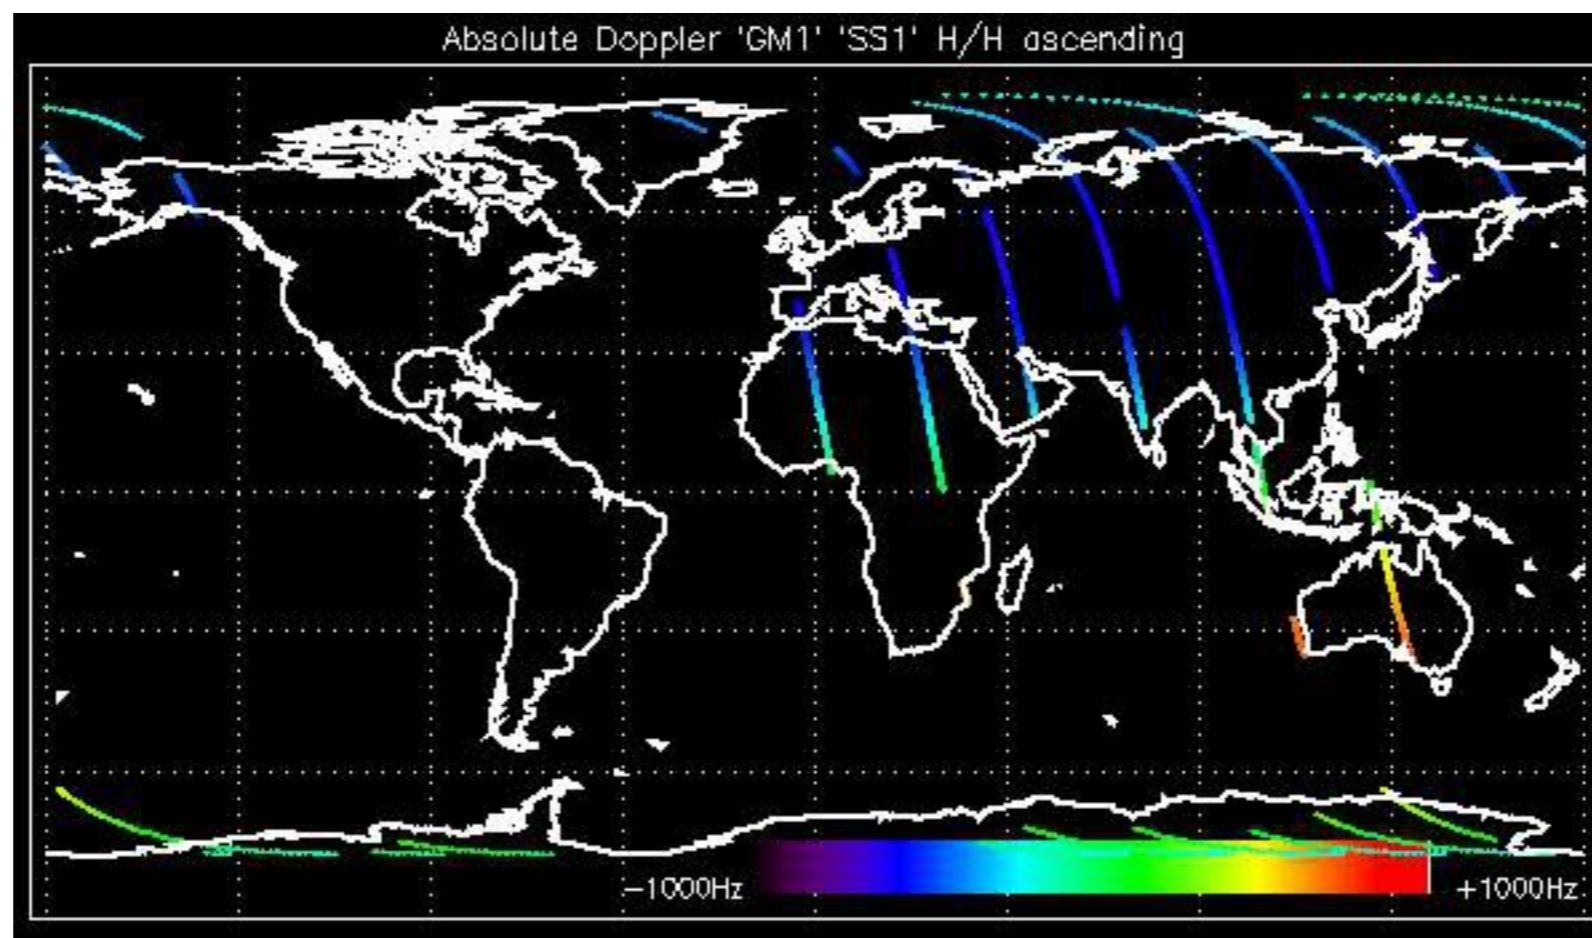 Absolute Doppler 'GM1' 'SS1' H/H ascending
-1000Hz
+1000Hz